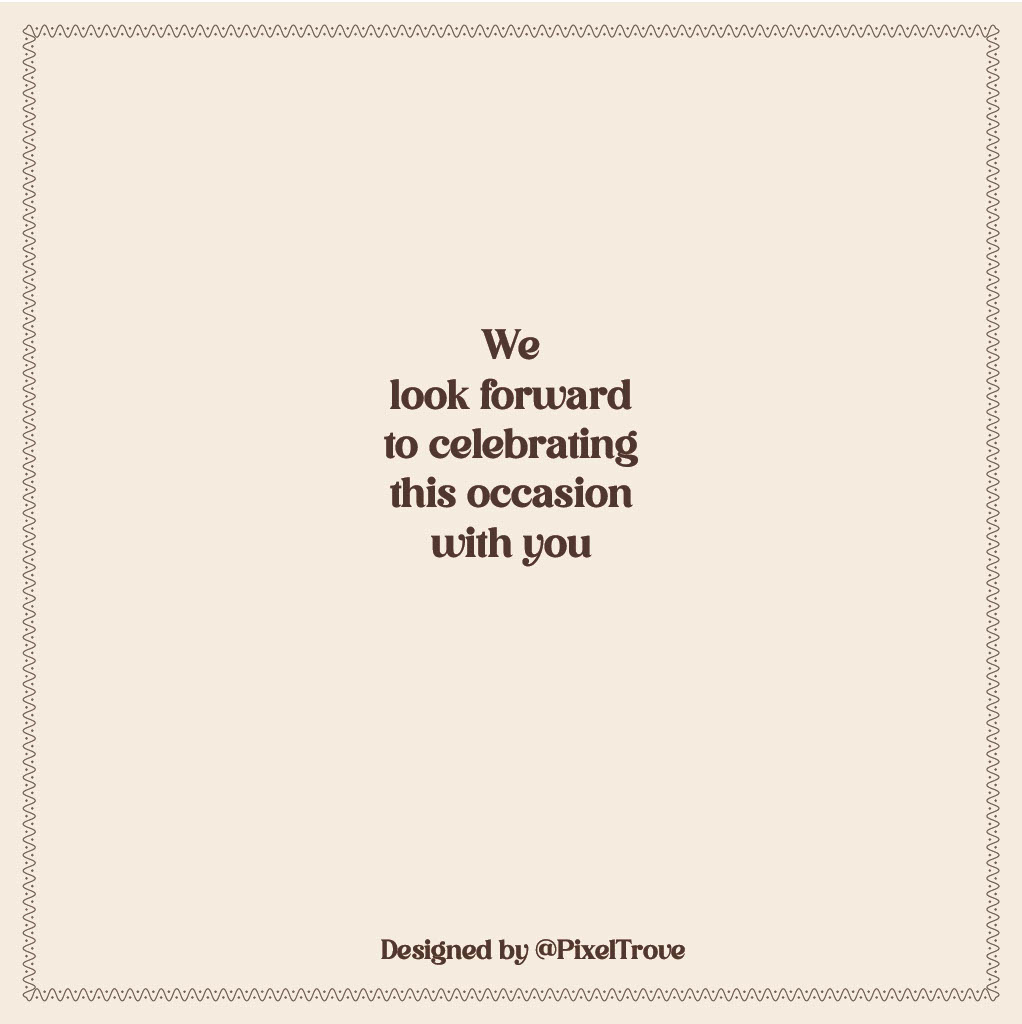 We
look forward
to celebrating
this occasion
with you
Designed by @PixelTrove